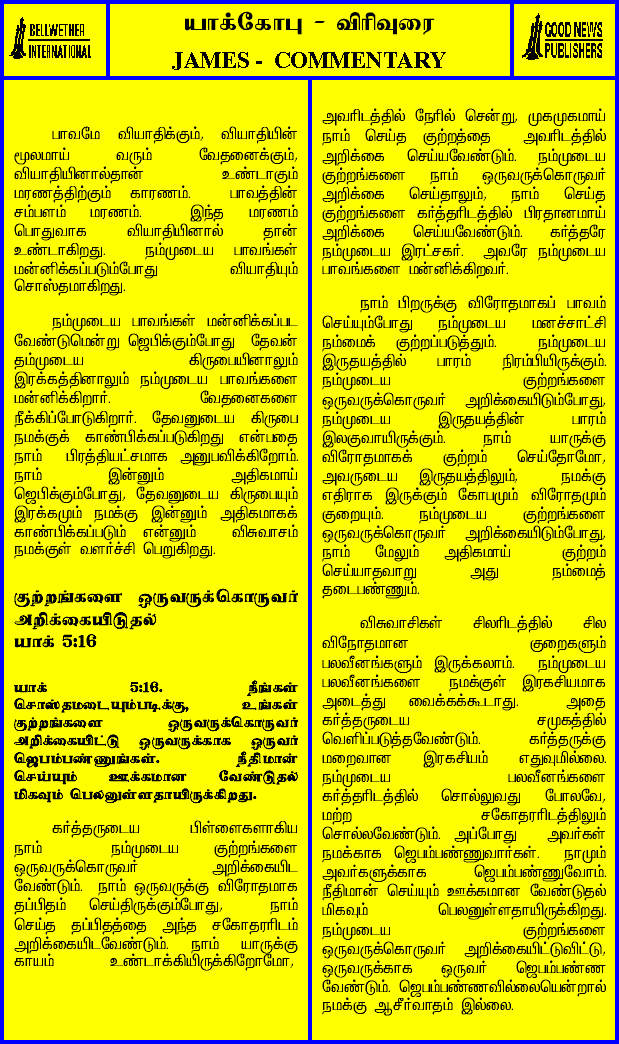 BELLWETHER
INTERNATIONAL
யாக்கோபு - விரிவுரை
JAMES - COMMENTARY
GOOD NEWS
PUBLISHERS
பாவமே வியாதிக்கும், வியாதியின்
மூலமாய் வரும் வேதனைக்கும்,
வியாதியினால்தான் உண்டாகும்
மரணத்திற்கும் காரணம். பாவத்தின்
சம்பளம் மரணம். இந்த மரணம்
பொதுவாக வியாதியினால் தான்
உண்டாகிறது. நம்முடைய பாவங்கள்
மன்னிக்கப்படும்போது வியாதியும்
சொஸ்தமாகிறது.
நம்முடைய பாவங்கள் மன்னிக்கப்பட
வேண்டுமென்று ஜெபிக்கும்போது தேவன்
தம்முடைய கிருபையினாலும்
இரக்கத்தினாலும் நம்முடைய பாவங்களை
மன்னிக்கிறார். வேதனைகளை
நீக்கிப்போடுகிறார். தேவனுடைய கிருபை
நமக்குக் காண்பிக்கப்படுகிறது என்பதை
நாம் பிரத்தியட்சமாக அனுபவிக்கிறோம்.
நாம் இன்னும் அதிகமாய்
ஜெபிக்கும்போது, தேவனுடைய கிருபையும்
இரக்கமும் நமக்கு இன்னும் அதிகமாகக்
காண்பிக்கப்படும் என்னும் விசுவாசம்
நமக்குள் வளர்ச்சி பெறுகிறது.
குற்றங்களை ஒருவருக்கொருவர்
அறிக்கையிடுதல்
யாக் 5:16
யாக் 5:16. நீங்கள்
சொஸ்தமடையும்படிக்கு, உங்கள்
குற்றங்களை ஒருவருக்கொருவர்
அறிக்கையிட்டு ஒருவருக்காக ஒருவர்
ஜெபம்பண்ணுங்கள். நீதிமான்
செய்யும் ஊக்கமான வேண்டுதல்
மிகவும் பெலனுள்ளதாயிருக்கிறது.
கர்த்தருடைய பிள்ளைகளாகிய
நாம் நம்முடைய குற்றங்களை
ஒருவருக்கொருவர் அறிக்கையிட
வேண்டும். நாம் ஒருவருக்கு விரோதமாக
தப்பிதம் செய்திருக்கும்போது, நாம்
செய்த தப்பிதத்தை அந்த சகோதரரிடம்
அறிக்கையிடவேண்டும். நாம் யாருக்கு
காயம் உண்டாக்கியிருக்கிறோமோ,
அவரிடத்தில் நேரில் சென்று, முகமுகமாய்
நாம் செய்த குற்றத்தை அவரிடத்தில்
அறிக்கை செய்யவேண்டும். நம்முடைய
குற்றங்களை நாம் ஒருவருக்கொருவர்
அறிக்கை செய்தாலும், நாம் செய்த
குற்றங்களை கர்த்தரிடத்தில் பிரதானமாய்
அறிக்கை செய்யவேண்டும். கர்த்தரே
நம்முடைய இரட்சகர். அவரே நம்முடைய
பாவங்களை மன்னிக்கிறவர்.
நாம் பிறருக்கு விரோதமாகப் பாவம்
செய்யும்போது நம்முடைய மனச்சாட்சி
நம்மைக் குற்றப்படுத்தும். நம்முடைய
இருதயத்தில் பாரம் நிரம்பியிருக்கும்.
நம்முடைய குற்றங்களை
ஒருவருக்கொருவர் அறிக்கையிடும்போது,
நம்முடைய இருதயத்தின் பாரம்
இலகுவாயிருக்கும். நாம் யாருக்கு
விரோதமாகக் குற்றம் செய்தோமோ,
அவருடைய இருதயத்திலும், நமக்கு
எதிராக இருக்கும் கோபமும் விரோதமும்
குறையும். நம்முடைய குற்றங்களை
ஒருவருக்கொருவர் அறிக்கையிடும்போது,
நாம் மேலும் அதிகமாய் குற்றம்
செய்யாதவாறு அது நம்மைத்
தடைபண்ணும்.
விசுவாசிகள் சிலரிடத்தில் சில
விநோதமான குறைகளும்
பலவீனங்களும் இருக்கலாம். நம்முடைய
பலவீனங்களை நமக்குள் இரகசியமாக
அடைத்து வைக்கக்கூடாது. அதை
கர்த்தருடைய சமுகத்தில்
வெளிப்படுத்தவேண்டும். கர்த்தருக்கு
மறைவான இரகசியம் எதுவுமில்லை.
நம்முடைய பலவீனங்களை
கர்த்தரிடத்தில் சொல்லுவது போலவே,
மற்ற சகோதரரிடத்திலும்
சொல்லவேண்டும். அப்போது அவர்கள்
நமக்காக ஜெபம்பண்ணுவார்கள். நாமும்
அவர்களுக்காக ஜெபம்பண்ணுவோம்.
நீதிமான் செய்யும் ஊக்கமான வேண்டுதல்
மிகவும் பெலனுள்ளதாயிருக்கிறது.
நம்முடைய குற்றங்களை
ஒருவருக்கொருவர் அறிக்கையிட்டுவிட்டு,
ஒருவருக்காக ஒருவர் ஜெபம்பண்ண
வேண்டும். ஜெபம்பண்ணவில்லையென்றால்
நமக்கு ஆசீர்வாதம் இல்லை.